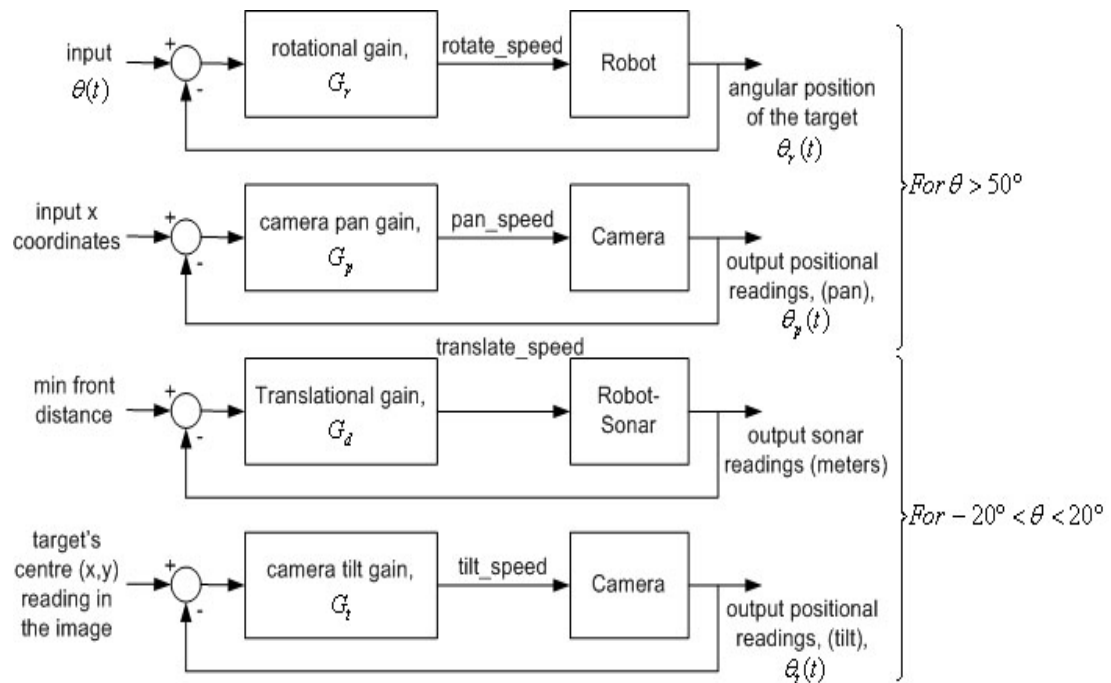 input
θ(t)
+
-
rotational gain,
G_r
rotate_speed
Robot
angular position
of the target
θ_r(t)
input x
coordinates
+
-
camera pan gain,
G_p
pan_speed
Camera
output positional
readings, (pan),
θ_p(t)
For θ > 50°
min front
distance
+
-
Translational gain,
G_d
translate_speed
Robot-
Sonar
output sonar
readings (meters)
target's
centre (x,y)
reading in
the image
+
-
camera tilt gain,
G_t
tilt_speed
Camera
output positional
readings, (tilt),
θ_t(t)
For − 20° < θ < 20°